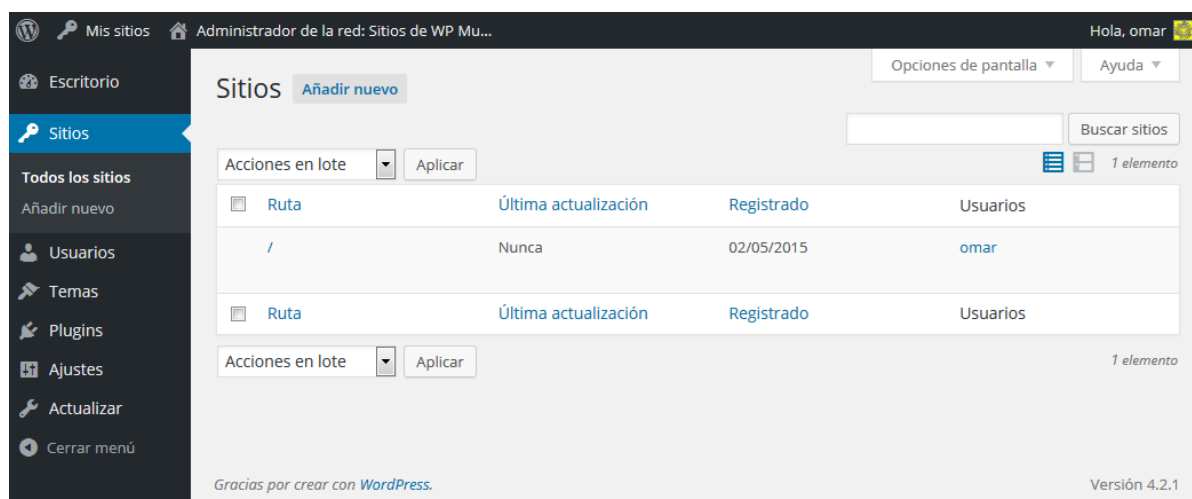 Mis sitios Administrador de la red: Sitios de WP Mu... Hola, omar
Escritorio
Sitios
Todos los sitios
Añadir nuevo
Usuarios
Temas
Plugins
Ajustes
Actualizar
Cerrar menú
Opciones de pantalla Ayuda
Sitios Añadir nuevo
Buscar sitios
Acciones en lote Aplicar 1 elemento
Ruta Última actualización Registrado Usuarios
/ Nunca 02/05/2015 omar
Ruta Última actualización Registrado Usuarios
Acciones en lote Aplicar 1 elemento
Gracias por crear con WordPress. Versión 4.2.1